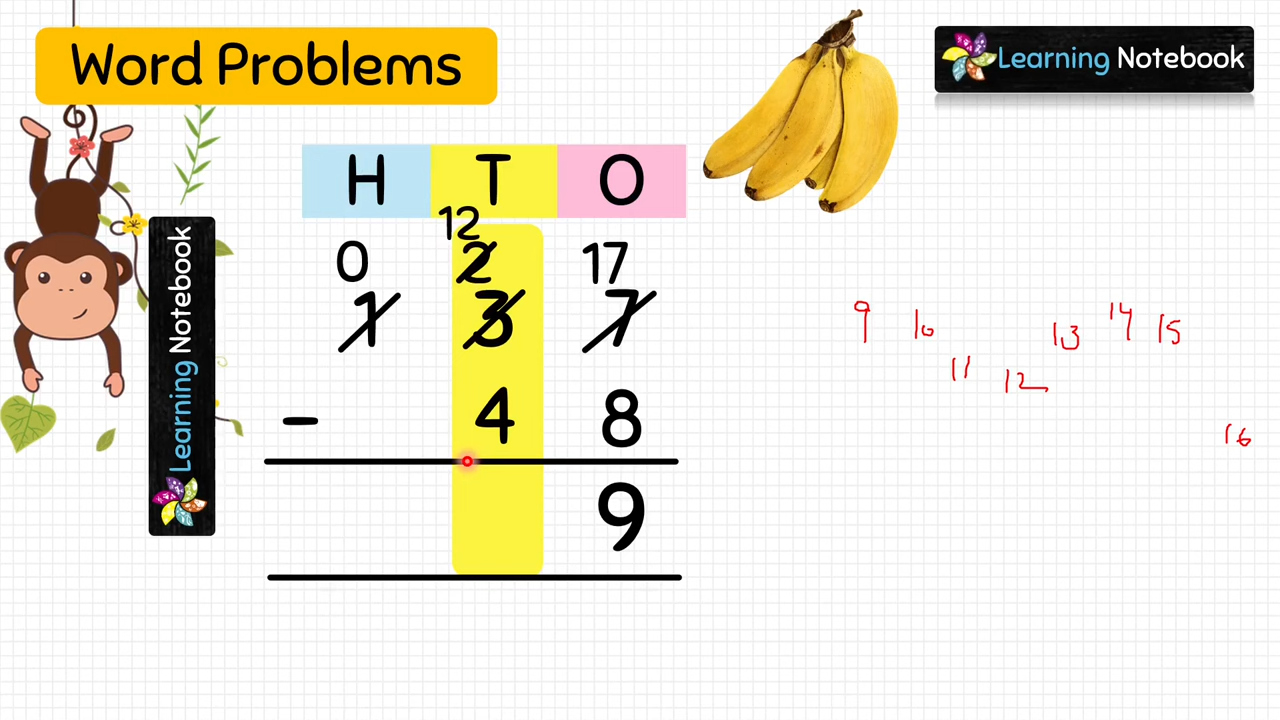 Word Problems
Learning Notebook
Learning Notebook
H T O
12
0 2 17
1 3 7
- 4 8
9
9 10 11 12 13 14 15
16